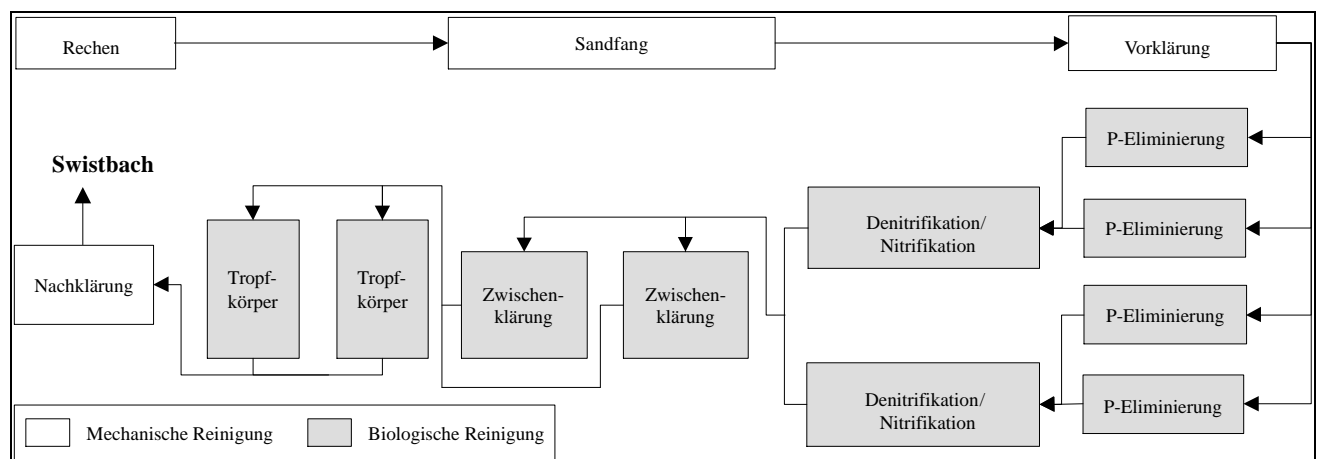 Rechen
Sandfang
Vorklärung
P-Eliminierung
Swistbach
Denitrifikation/
Nitrifikation
P-Eliminierung
Nachklärung
Tropf-
körper
Tropf-
körper
Zwischen-
klärung
Zwischen-
klärung
P-Eliminierung
Denitrifikation/
Nitrifikation
P-Eliminierung
Mechanische Reinigung
Biologische Reinigung